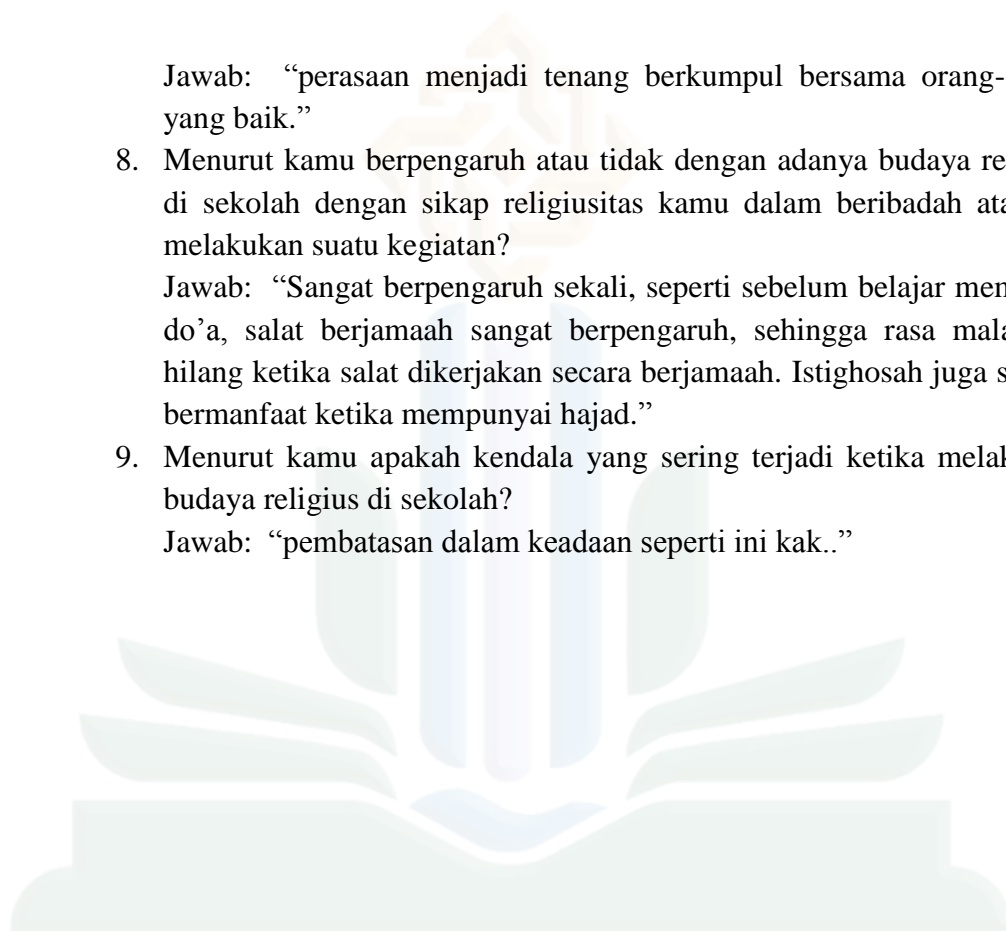 Jawab: “perasaan menjadi tenang berkumpul bersama orang-
yang baik.”
8. Menurut kamu berpengaruh atau tidak dengan adanya budaya re
di sekolah dengan sikap religiusitas kamu dalam beribadah ata
melakukan suatu kegiatan?
Jawab: “Sangat berpengaruh sekali, seperti sebelum belajar mem
do’a, salat berjamaah sangat berpengaruh, sehingga rasa mala
hilang ketika salat dikerjakan secara berjamaah. Istighosah juga s
bermanfaat ketika mempunyai hajad.”
9. Menurut kamu apakah kendala yang sering terjadi ketika melak
budaya religius di sekolah?
Jawab: “pembatasan dalam keadaan seperti ini kak..”